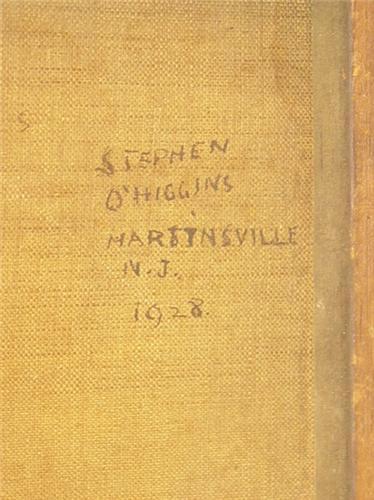 S
STEPHEN
O'HIGGINS
MARTINSVILLE
N.J.
1928.